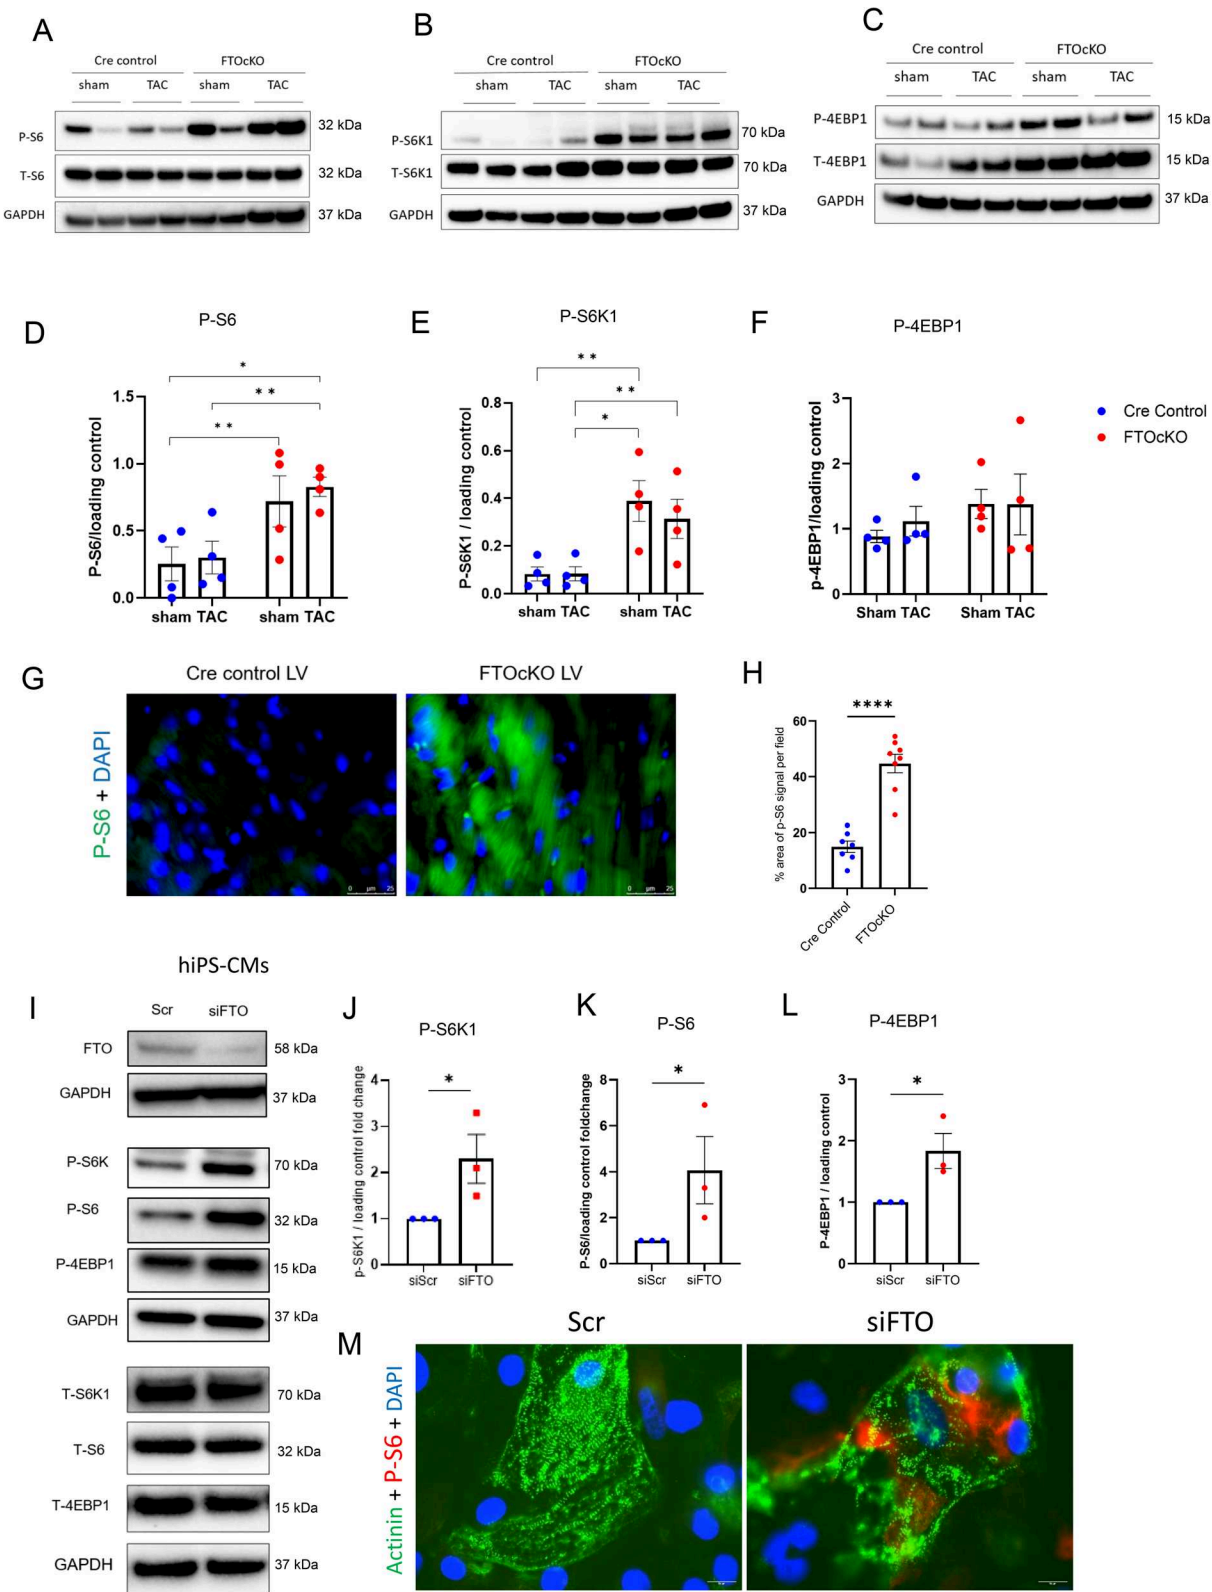 A
Cre control FTOcKO
sham TAC sham TAC
P-S6 32 kDa
T-S6 32 kDa
GAPDH 37 kDa
B
Cre control FTOcKO
sham TAC sham TAC
P-S6K1 70 kDa
T-S6K1 70 kDa
GAPDH 37 kDa
C
Cre control FTOcKO
sham TAC sham TAC
P-4EBP1 15 kDa
T-4EBP1 15 kDa
GAPDH 37 kDa
D
P-S6
P-S6/loading control
1.5
1.0
0.5
0.0
*
* *
* *
sham TAC sham TAC
E
P-S6K1
P-S6K1 / loading control
0.8
0.6
0.4
0.2
0.0
* *
* *
*
sham TAC sham TAC
F
P-4EBP1
p-4EBP1/loading control
3
2
1
0
Sham TAC Sham TAC
Cre Control
FTOcKO
G
Cre control LV FTOcKO LV
P-S6 + DAPI
0 µm 25
0 µm 25
H
% area of p-S6 signal per field
60
40
20
0
****
Cre Control
FTOcKO
hiPS-CMs
I
Scr siFTO
FTO 58 kDa
GAPDH 37 kDa
P-S6K 70 kDa
P-S6 32 kDa
P-4EBP1 15 kDa
GAPDH 37 kDa
T-S6K1 70 kDa
T-S6 32 kDa
T-4EBP1 15 kDa
GAPDH 37 kDa
J
P-S6K1
p-S6K1 / loading control fold change
4
3
2
1
0
*
siScr siFTO
K
P-S6
P-S6/loading control foldchange
8
6
4
2
0
*
siScr siFTO
L
P-4EBP1
P-4EBP1 / loading control
3
2
1
0
*
siScr siFTO
M
Scr siFTO
Actinin + P-S6 + DAPI